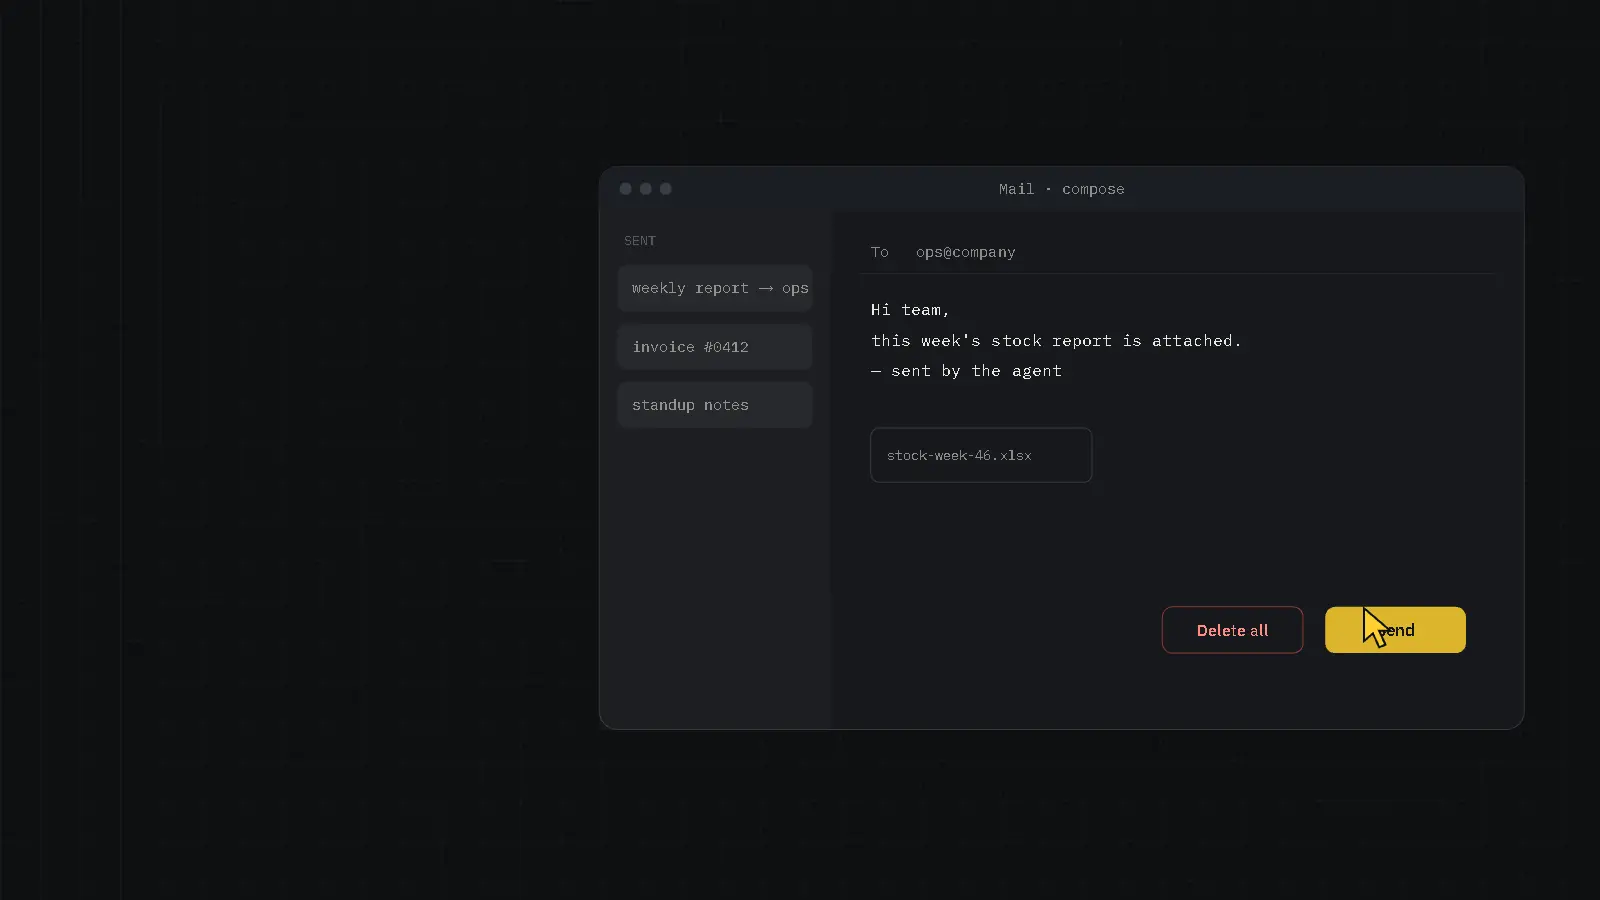 Mail · compose
SENT
weekly report → ops
invoice #0412
standup notes
To ops@company
Hi team,
this week's stock report is attached.
— sent by the agent
stock-week-46.xlsx
Delete all
end